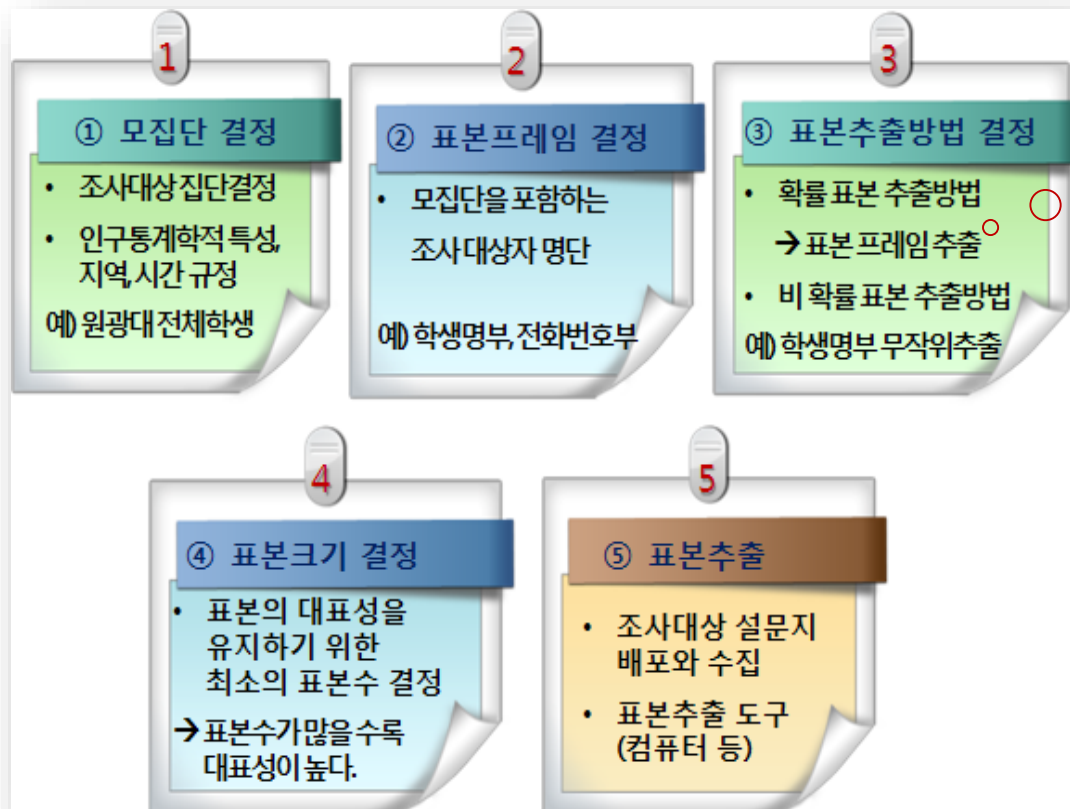 1
① 모집단 결정
• 조사대상 집단결정
• 인구통계학적 특성,
지역, 시간 규정
예) 원광대 전체학생
2
② 표본프레임 결정
• 모집단을 포함하는
조사 대상자 명단
예) 학생명부, 전화번호부
3
③ 표본추출방법 결정
• 확률 표본 추출방법
→ 표본 프레임 추출
• 비 확률 표본 추출방법
예) 학생명부 무작위추출
4
④ 표본크기 결정
• 표본의 대표성을
유지하기 위한
최소의 표본수 결정
→ 표본수가 많을 수록
대표성이 높다.
5
⑤ 표본추출
• 조사대상 설문지
배포와 수집
• 표본추출 도구
(컴퓨터 등)